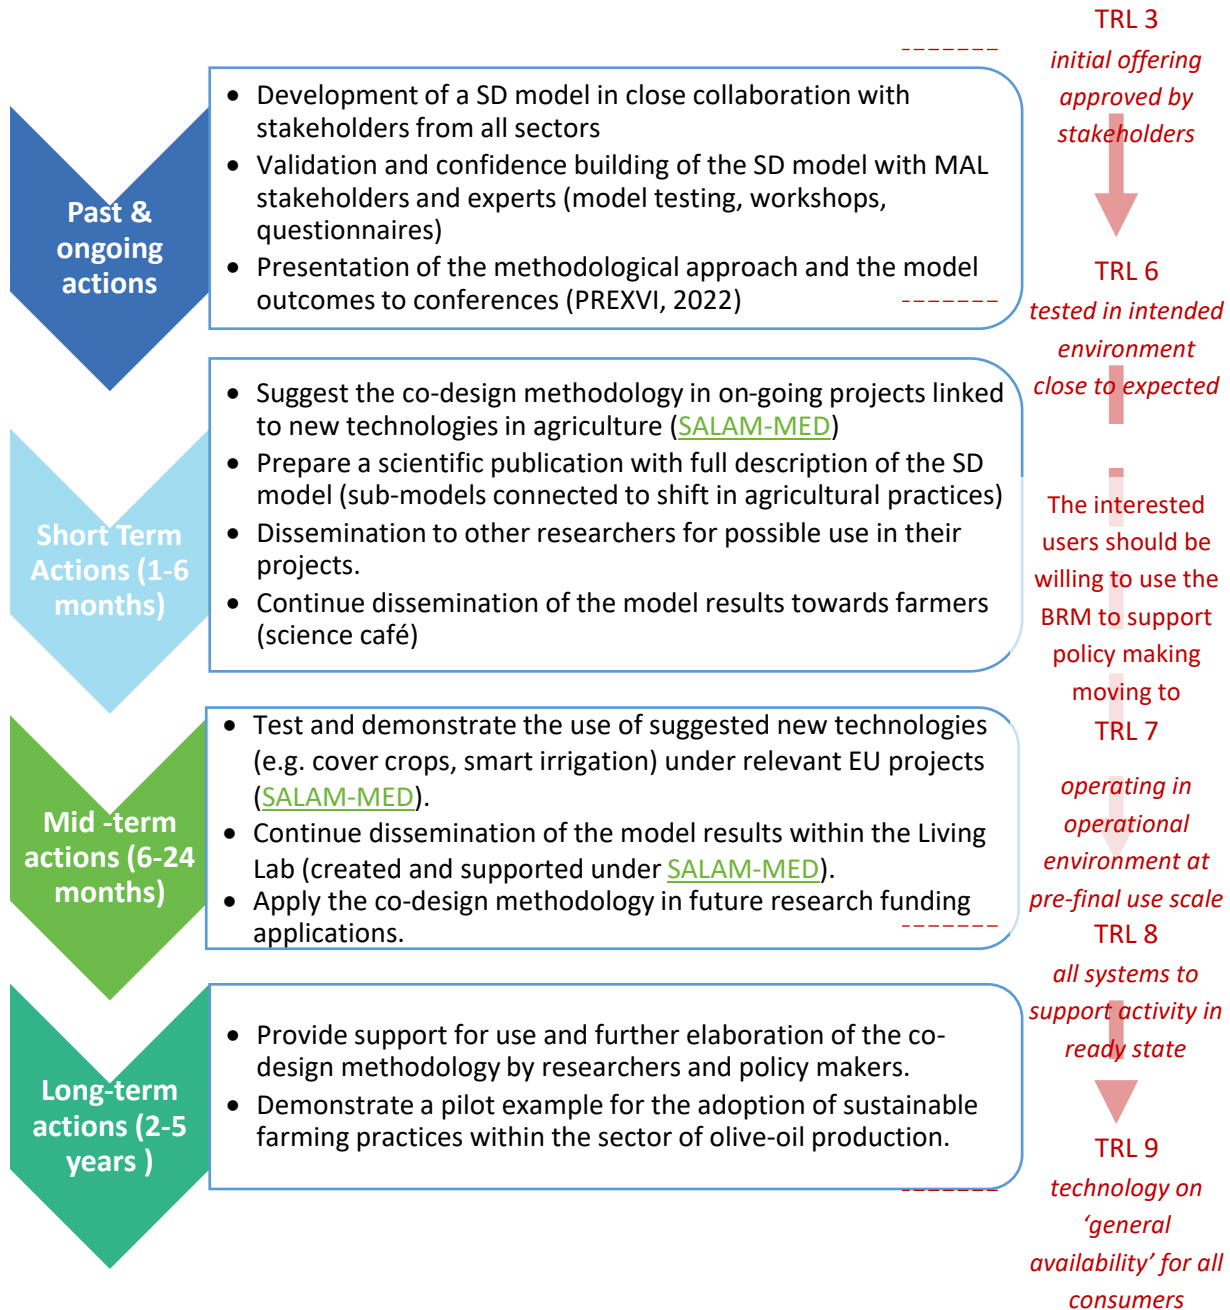 TRL 3
initial offering
approved by
stakeholders
Past &
ongoing
actions
• Development of a SD model in close collaboration with
stakeholders from all sectors
• Validation and confidence building of the SD model with MAL
stakeholders and experts (model testing, workshops,
questionnaires)
• Presentation of the methodological approach and the model
outcomes to conferences (PREXVI, 2022)
TRL 6
tested in intended
environment
close to expected
Short Term
Actions (1-6
months)
• Suggest the co-design methodology in on-going projects linked
to new technologies in agriculture (SALAM-MED)
• Prepare a scientific publication with full description of the SD
model (sub-models connected to shift in agricultural practices)
• Dissemination to other researchers for possible use in their
projects.
• Continue dissemination of the model results towards farmers
(science café)
The interested
users should be
willing to use the
BRM to support
policy making
moving to
TRL 7
operating in
operational
environment at
pre-final use scale
Mid -term
actions (6-24
months)
• Test and demonstrate the use of suggested new technologies
(e.g. cover crops, smart irrigation) under relevant EU projects
(SALAM-MED).
• Continue dissemination of the model results within the Living
Lab (created and supported under SALAM-MED).
• Apply the co-design methodology in future research funding
applications.
TRL 8
all systems to
support activity in
ready state
Long-term
actions (2-5
years )
• Provide support for use and further elaboration of the co-
design methodology by researchers and policy makers.
• Demonstrate a pilot example for the adoption of sustainable
farming practices within the sector of olive-oil production.
TRL 9
technology on
‘general
availability’ for all
consumers